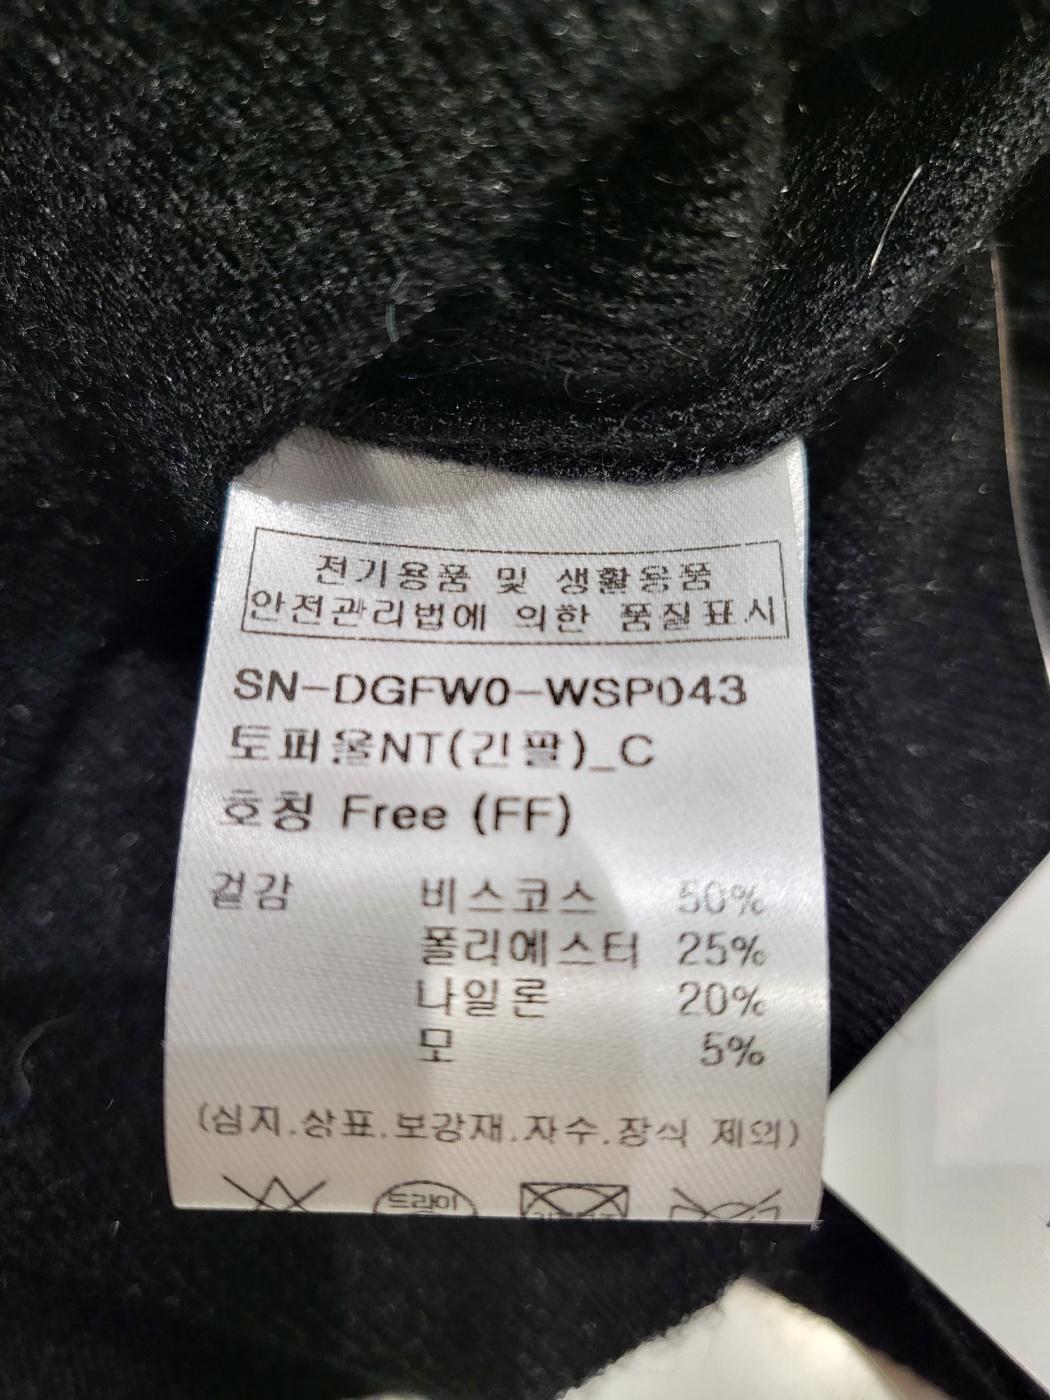 전기용품 및 생활용품
안전관리법에 의한 품질표시
SN-DGFW0-WSP043
토퍼울NT(긴팔)_C
호칭 Free (FF)
겉감 비스코스 50%
폴리에스터 25%
나일론 20%
모 5%
(심지.상표.보강재.자수.장식 제외)
드라이